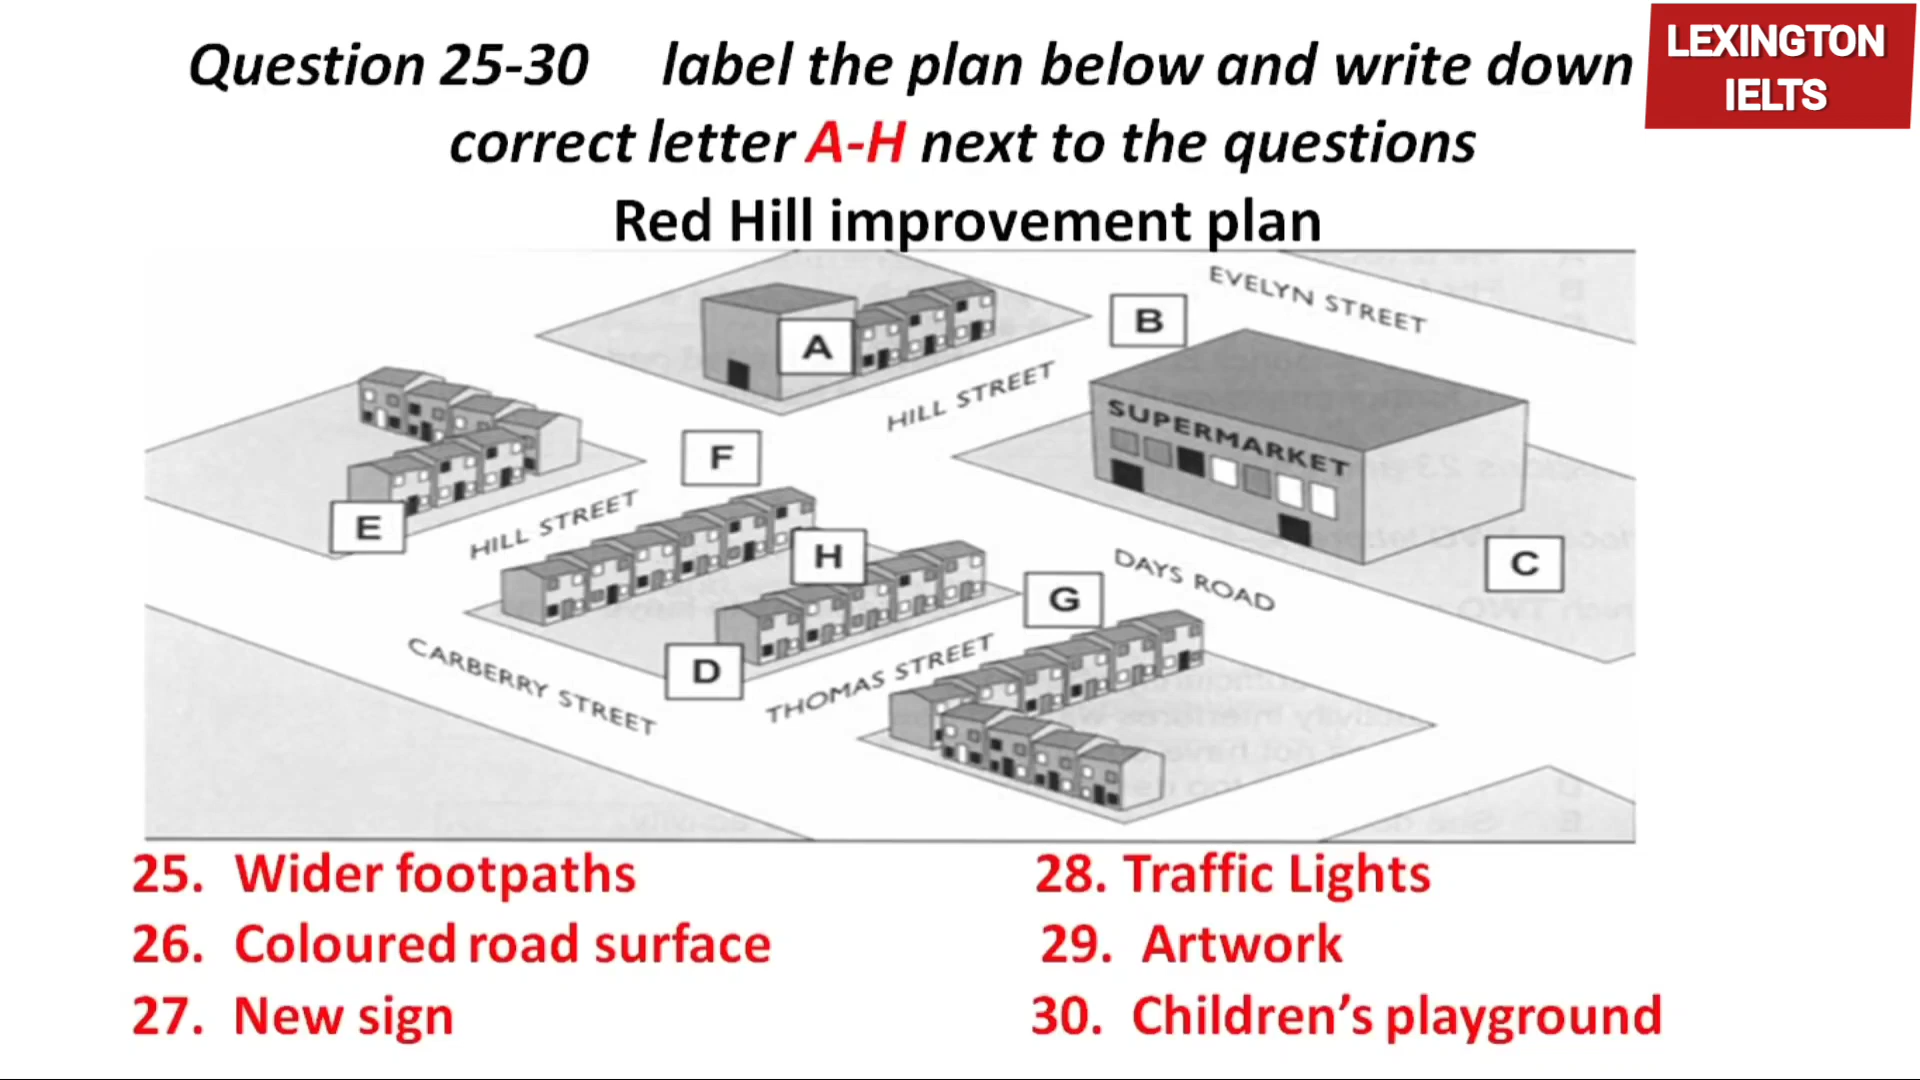 Question 25-30 label the plan below and write down
correct letter A-H next to the questions
LEXINGTON
IELTS
Red Hill improvement plan
EVELYN STREET
B
A
HILL STREET
SUPERMARKET
F
E
HILL STREET
H
C
DAYS ROAD
G
D
THOMAS STREET
CARBERRY STREET
25. Wider footpaths
26. Coloured road surface
27. New sign
28. Traffic Lights
29. Artwork
30. Children's playground